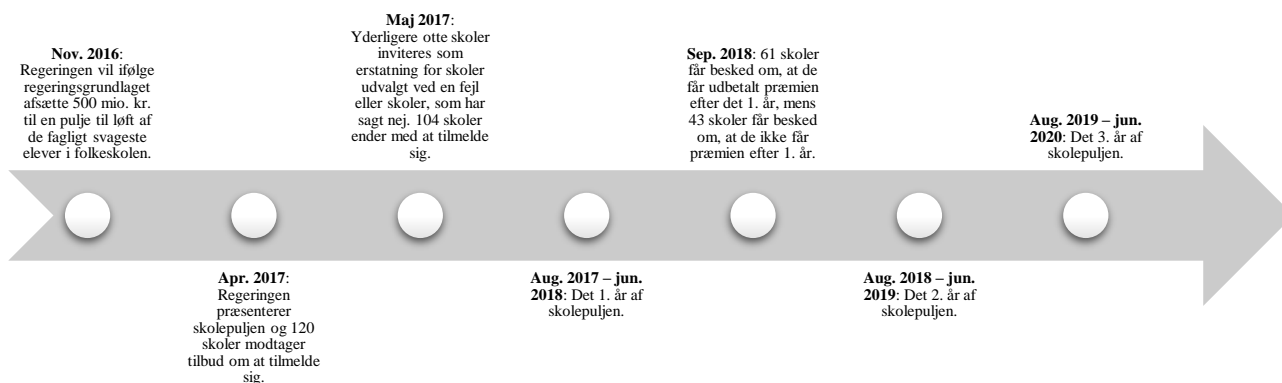 Nov. 2016:
Regeringen vil ifølge
regeringsgrundlaget
afsætte 500 mio. kr.
til en pulje til løft af
de fagligt svageste
elever i folkeskolen.
Apr. 2017:
Regeringen
præsenterer
skolepuljen og 120
skoler modtager
tilbud om at tilmelde
sig.
Maj 2017:
Yderligere otte skoler
inviteres som
erstatning for skoler
udvalgt ved en fejl
eller skoler, som har
sagt nej. 104 skoler
ender med at tilmelde
sig.
Aug. 2017 – jun.
2018: Det 1. år af
skolepuljen.
Sep. 2018: 61 skoler
får besked om, at de
får udbetalt præmien
efter det 1. år, mens
43 skoler får besked
om, at de ikke får
præmien efter 1. år.
Aug. 2018 – jun.
2019: Det 2. år af
skolepuljen.
Aug. 2019 – jun.
2020: Det 3. år af
skolepuljen.